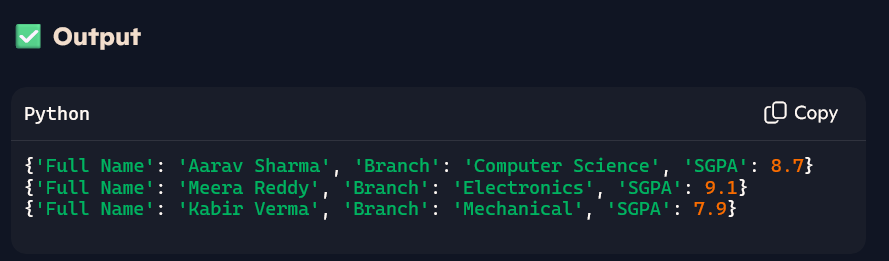 ✅ Output
Python
Copy
{'Full Name': 'Aarav Sharma', 'Branch': 'Computer Science', 'SGPA': 8.7}
{'Full Name': 'Meera Reddy', 'Branch': 'Electronics', 'SGPA': 9.1}
{'Full Name': 'Kabir Verma', 'Branch': 'Mechanical', 'SGPA': 7.9}